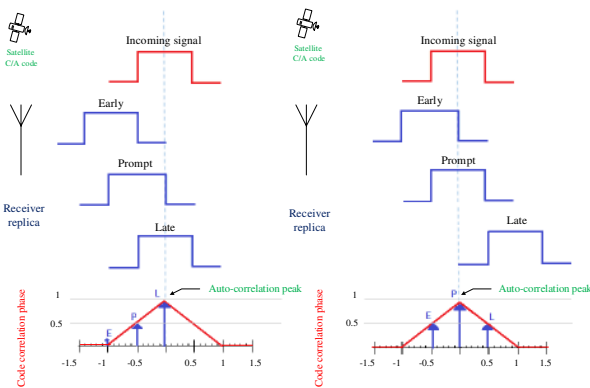 Incoming signal
Satellite
C/A code
Early
Prompt
Receiver
replica
Late
Code correlation phase
1
0.5
E
P
L
Auto-correlation peak
-1.5
-1
-0.5
0
0.5
1
1.5
Incoming signal
Satellite
C/A code
Early
Prompt
Receiver
replica
Late
Code correlation phase
1
0.5
E
P
L
Auto-correlation peak
-1.5
-1
-0.5
0
0.5
1
1.5